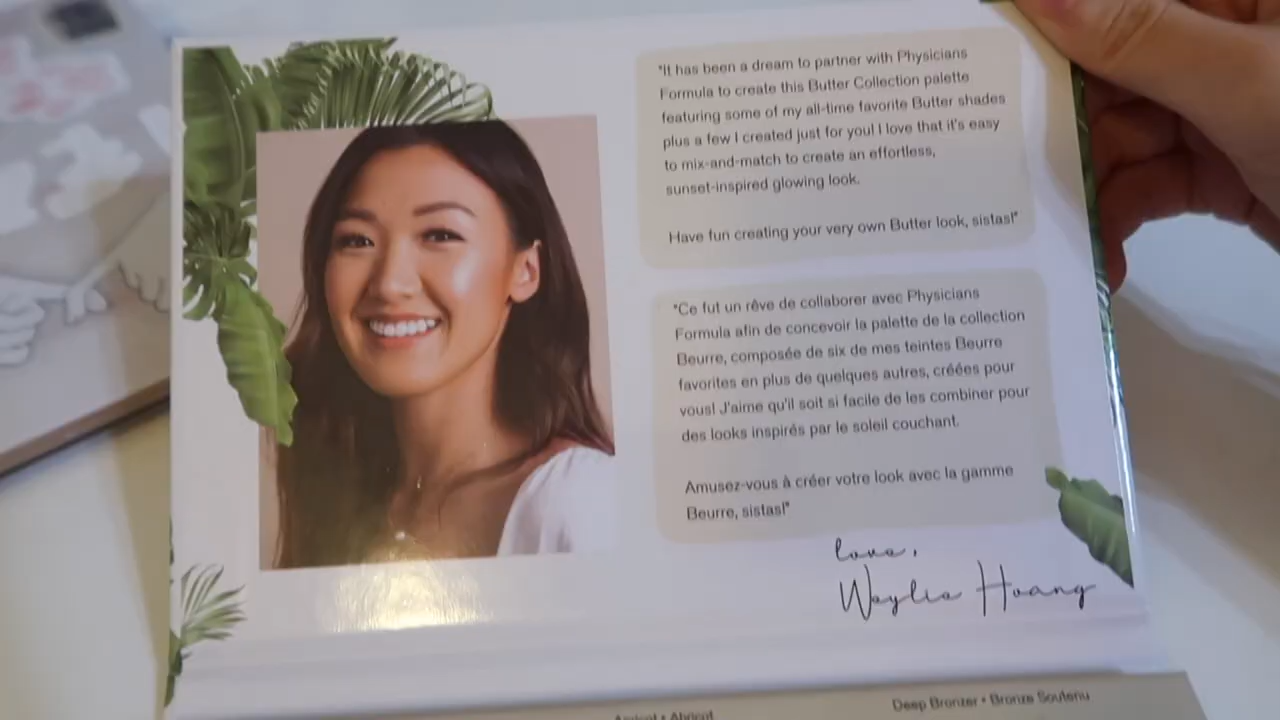 "It has been a dream to partner with Physicians
Formula to create this Butter Collection palette
featuring some of my all-time favorite Butter shades
plus a few I created just for you! I love that it's easy
to mix-and-match to create an effortless,
sunset-inspired glowing look.
Have fun creating your very own Butter look, sistas!"
"Ce fut un rêve de collaborer avec Physicians
Formula afin de concevoir la palette de la collection
Beurre, composée de six de mes teintes Beurre
favorites en plus de quelques autres, créées pour
vous! J'aime qu'il soit si facile de les combiner pour
des looks inspirés par le soleil couchant.
Amusez-vous à créer votre look avec la gamme
Beurre, sistas!"
love,
Weylie Hoang
Apricot • Abricot
Deep Bronzer • Bronze Soutenu